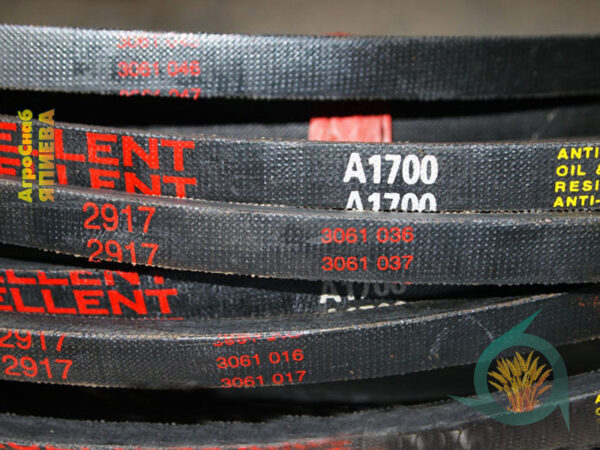 3061 046
АгроСнаб
ЯПИЕВА
ELLENT
ELLENT
A1700
A1700
ANTI
OIL &
RESI
ANTI-
2917
2917
3061 036
3061 037
ELLENT
2917
2917
3061 016
3061 017